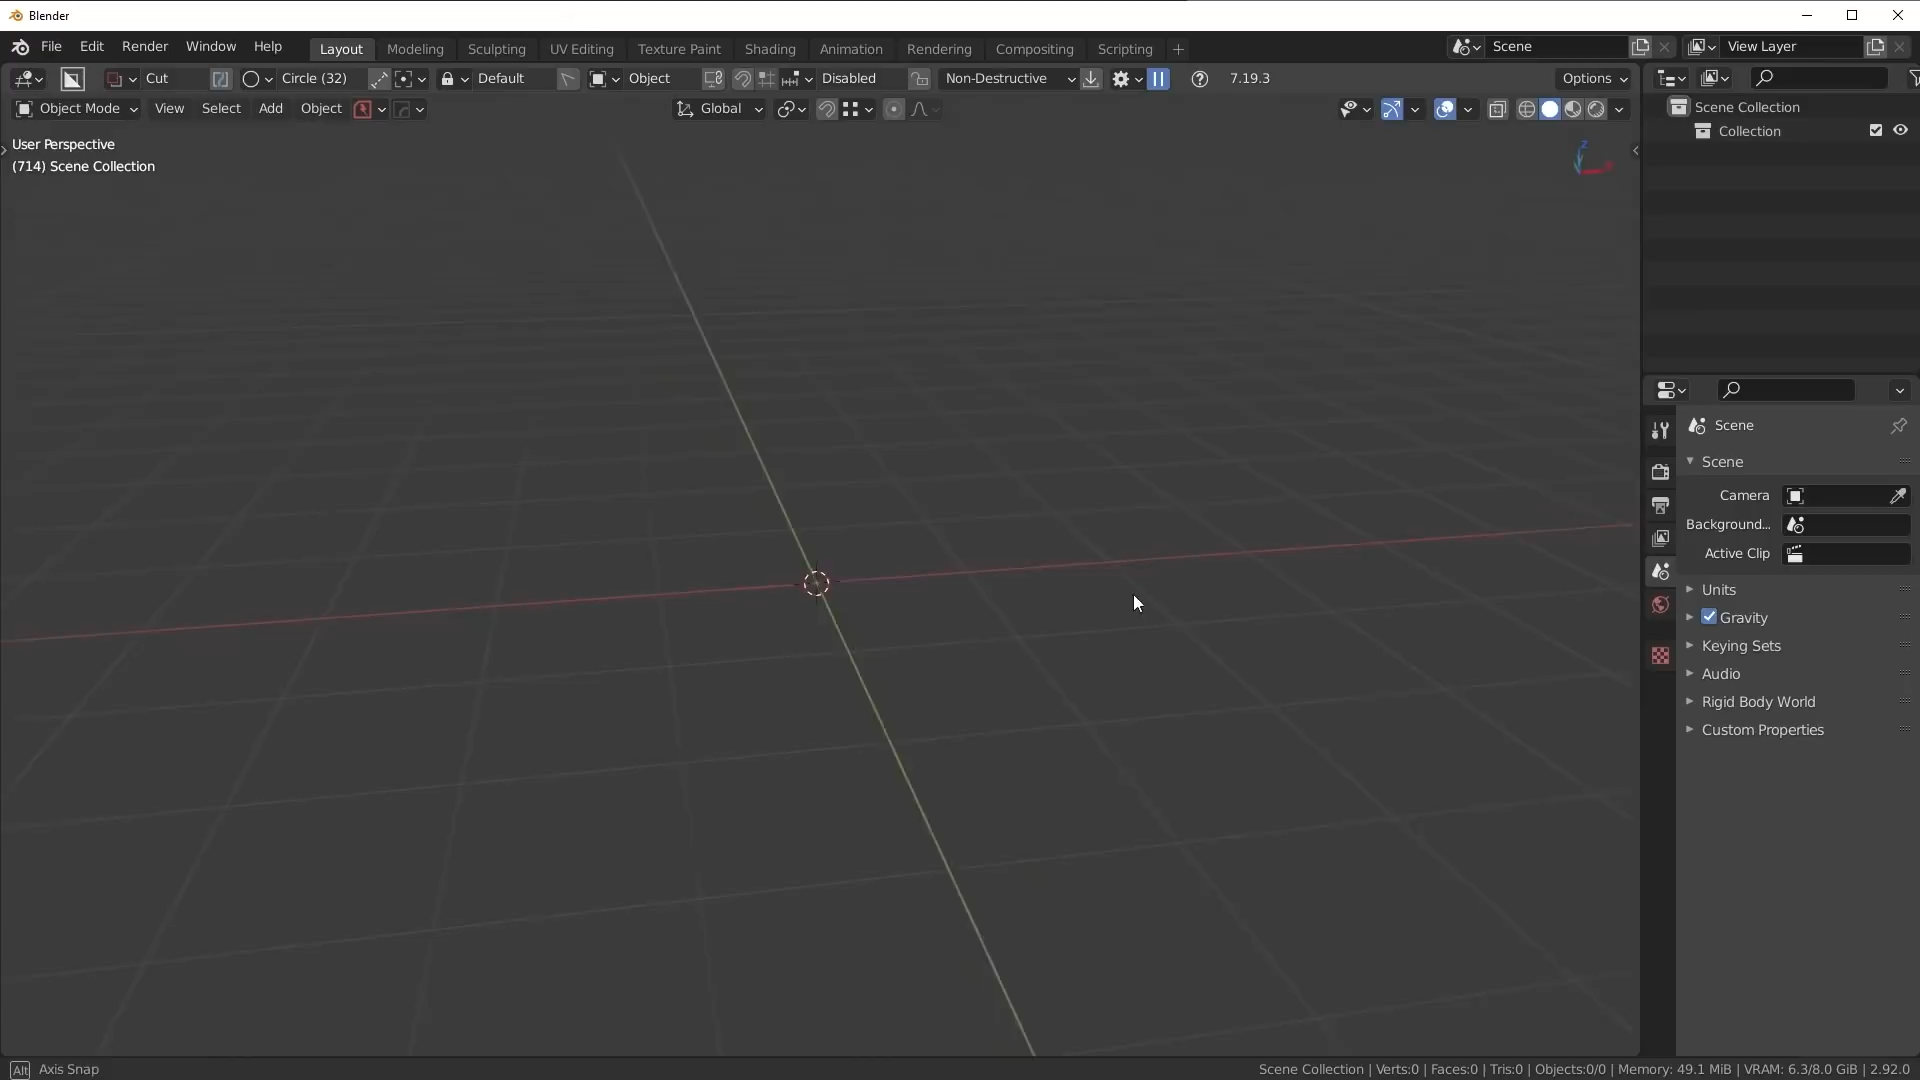 Blender
File Edit Render Window Help Layout Modeling Sculpting UV Editing Texture Paint Shading Animation Rendering Compositing Scripting + Scene View Layer
Cut Circle (32) Default Object Disabled Non-Destructive 7.19.3 Options
Object Mode View Select Add Object Global
User Perspective
(714) Scene Collection
Z
Scene Collection
Collection
Scene
Scene
Camera
Background...
Active Clip
Units
Gravity
Keying Sets
Audio
Rigid Body World
Custom Properties
Alt Axis Snap
Scene Collection | Verts:0 | Faces:0 | Tris:0 | Objects:0/0 | Memory: 49.1 MiB | VRAM: 6.3/8.0 GiB | 2.92.0